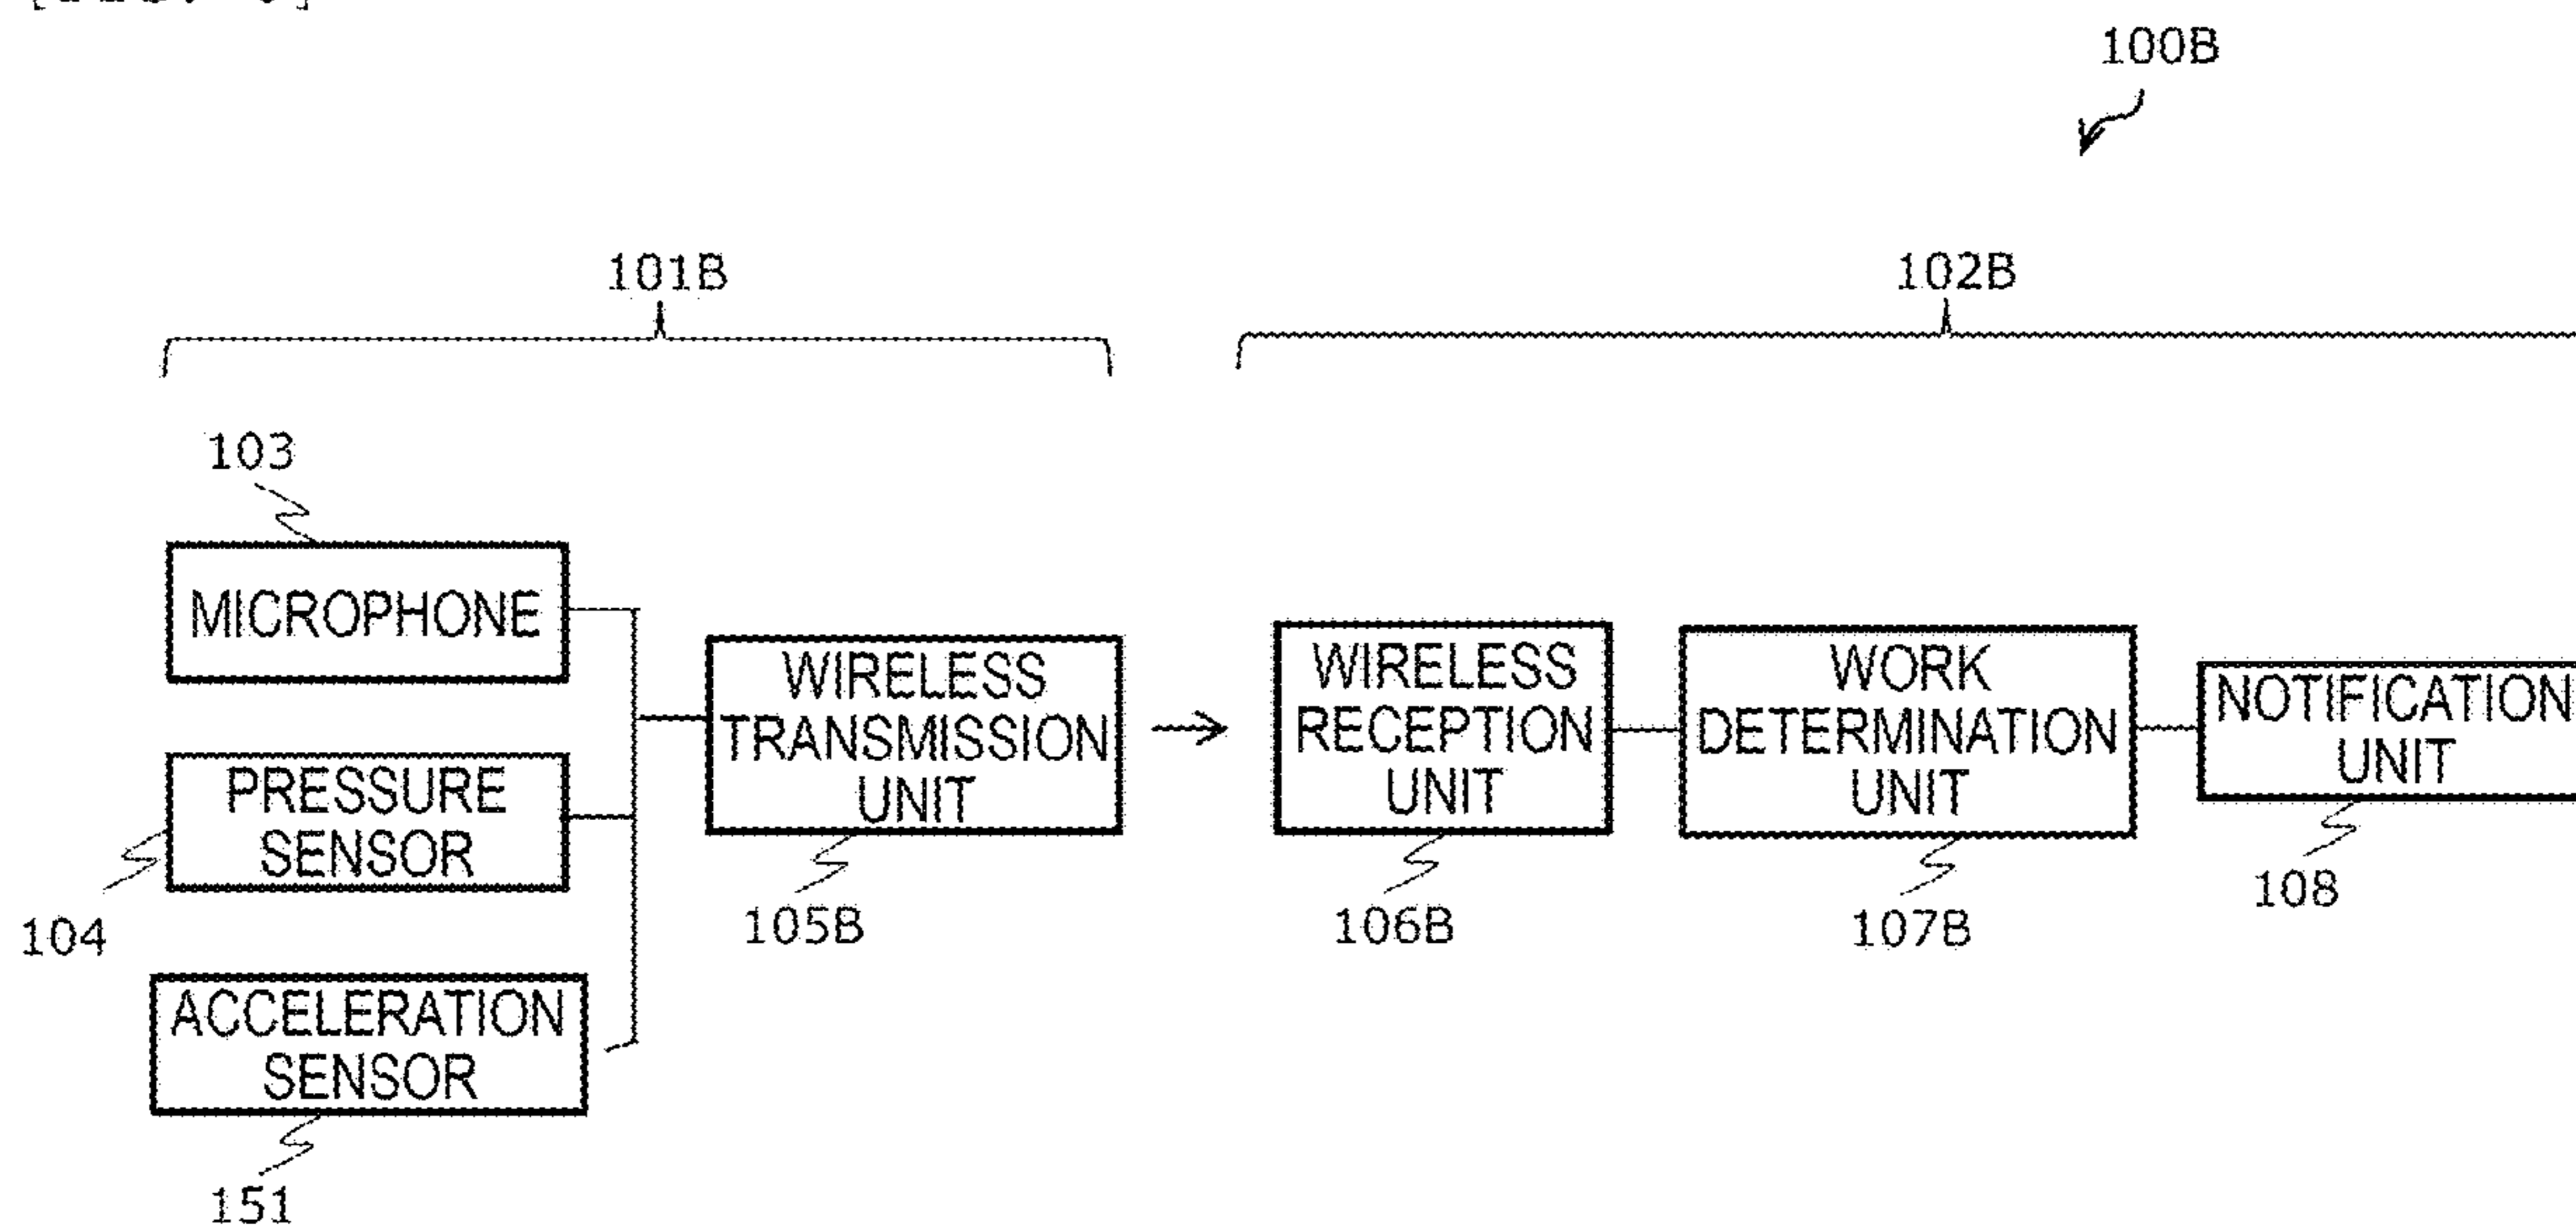 100B
101B
102B
103
MICROPHONE
PRESSURE
SENSOR
104
ACCELERATION
SENSOR
151
WIRELESS
TRANSMISSION
UNIT
105B
WIRELESS
RECEPTION
UNIT
106B
WORK
DETERMINATION
UNIT
107B
NOTIFICATION
UNIT
108